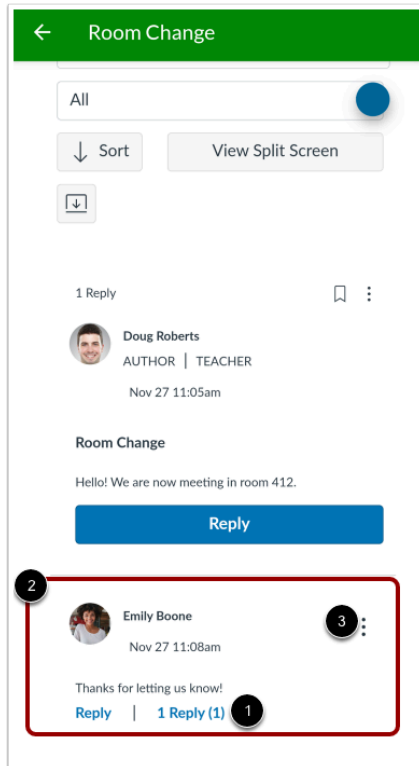 Room Change
All
Sort
View Split Screen
1 Reply
Doug Roberts
AUTHOR | TEACHER
Nov 27 11:05am
Room Change
Hello! We are now meeting in room 412.
Reply
2
Emily Boone
3
Nov 27 11:08am
Thanks for letting us know!
Reply | 1 Reply (1) 1